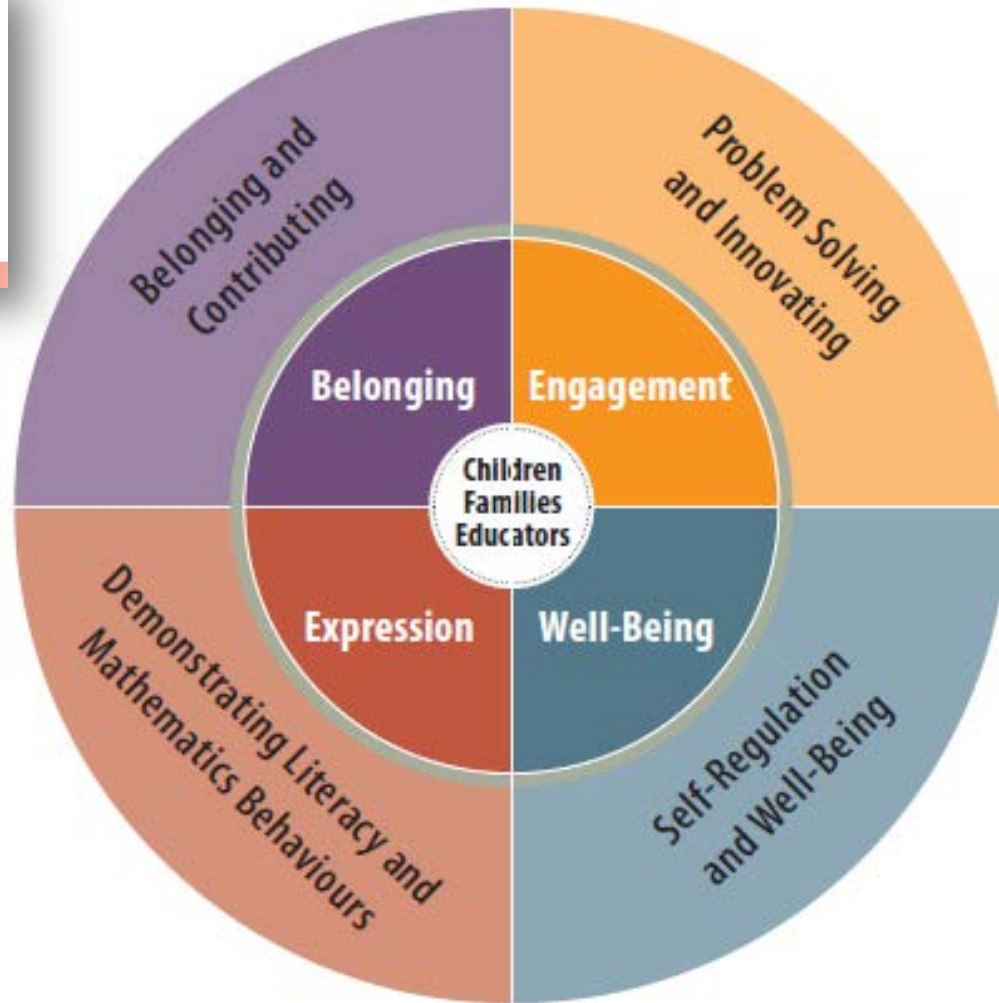 Belonging and
Contributing
Problem Solving
and Innovating
Belonging
Engagement
Children
Families
Educators
Expression
Well-Being
Demonstrating Literacy and
Mathematics Behaviours
Self-Regulation
and Well-Being